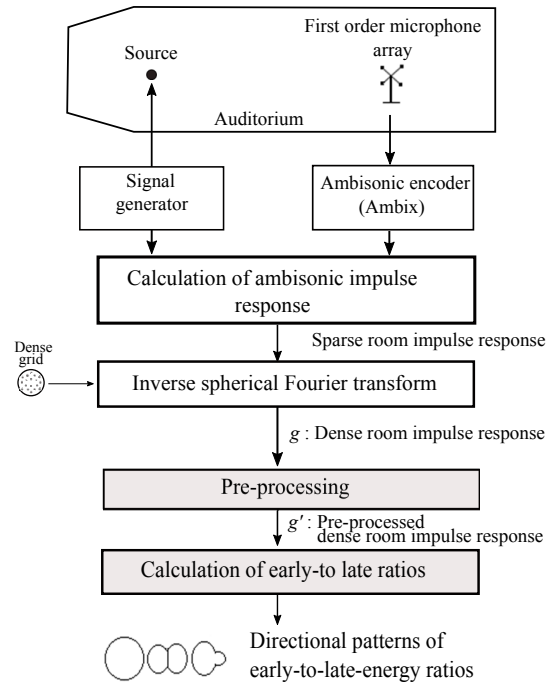 First order microphone
array
Source
Auditorium
Signal
generator
Ambisonic encoder
(Ambix)
Calculation of ambisonic impulse
response
Sparse room impulse response
Dense
grid
Inverse spherical Fourier transform
g : Dense room impulse response
Pre-processing
g′ : Pre-processed
dense room impulse response
Calculation of early-to late ratios
Directional patterns of
early-to-late-energy ratios